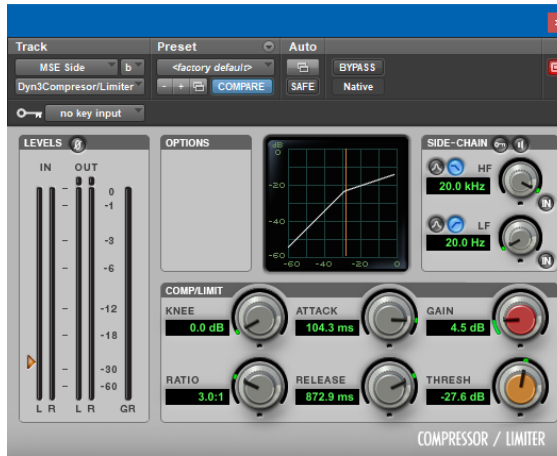 Track Preset Auto
MSE Side b <factory default> BYPASS
Dyn3Compresor/Limiter - + COMPARE SAFE Native
no key input
LEVELS OPTIONS SIDE-CHAIN
IN OUT
dB
0
-20
-40
-60
-60 -40 -20 0
HF
20.0 kHz
IN
LF
20.0 Hz
IN
0
-1
-3
-6
-12
-18
-30
-60
L R L R GR
COMP/LIMIT
KNEE ATTACK GAIN
0.0 dB 104.3 ms 4.5 dB
RATIO RELEASE THRESH
3.0:1 872.9 ms -27.6 dB
COMPRESSOR / LIMITER